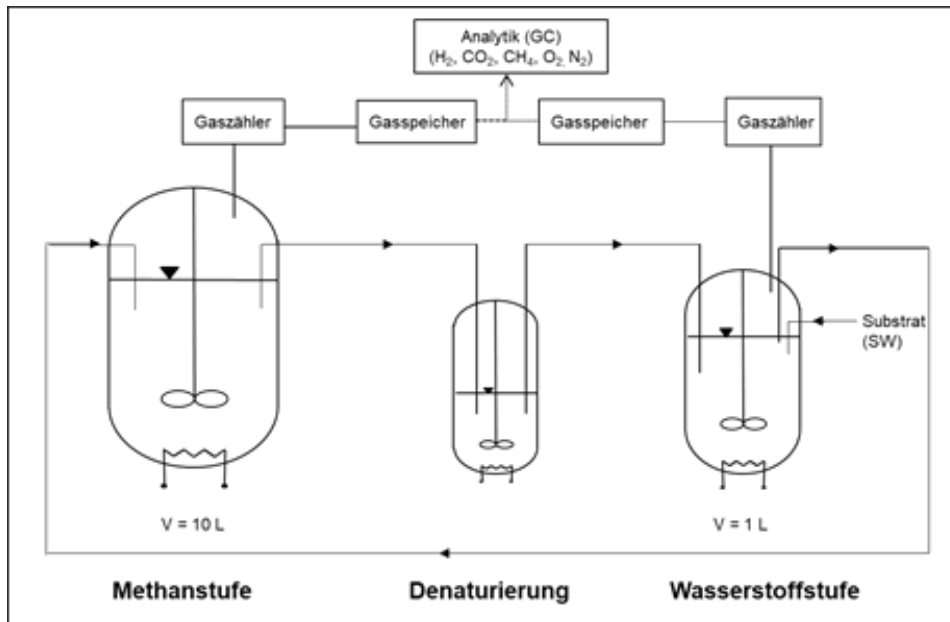 Analytik (GC)
(H₂, CO₂, CH₄, O₂, N₂)
Gaszähler
Gasspeicher
Gasspeicher
Gaszähler
Substrat
(SW)
V = 10 L
V = 1 L
Methanstufe
Denaturierung
Wasserstoffstufe